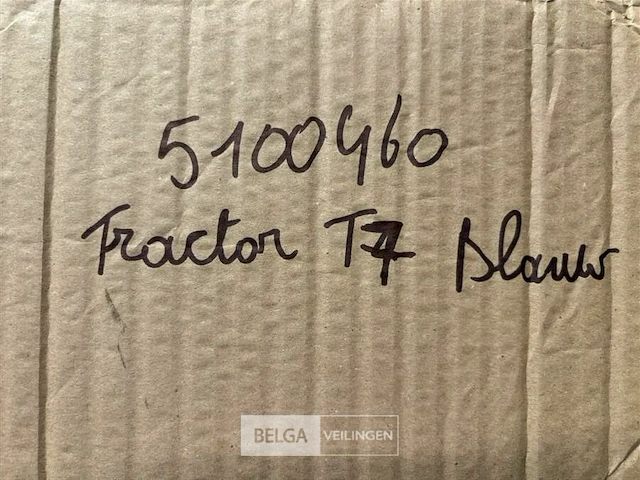 5100460
Tractor T7 Blauw
BELGA VEILINGEN